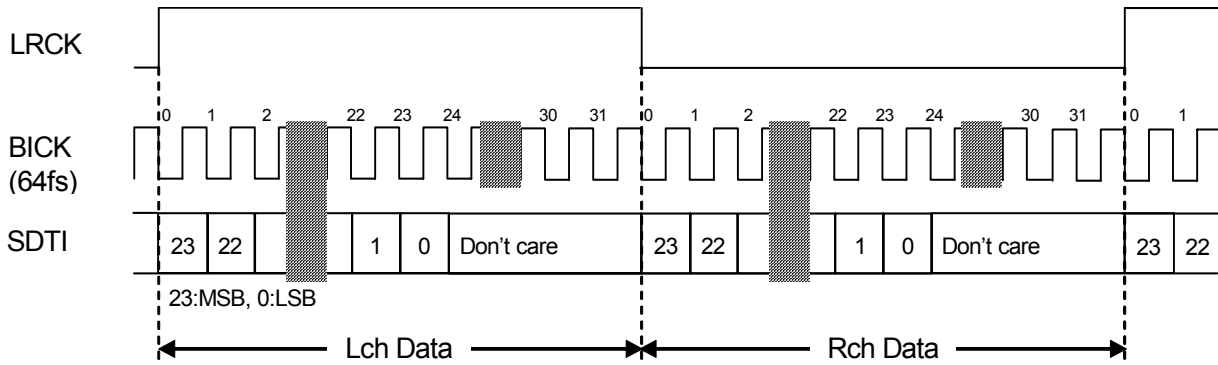 LRCK
0 1 2 22 23 24 30 31 0 1 2 22 23 24 30 31 0 1
BICK
(64fs)
SDTI 23 22 1 0 Don't care 23 22 1 0 Don't care 23 22
23:MSB, 0:LSB
Lch Data Rch Data